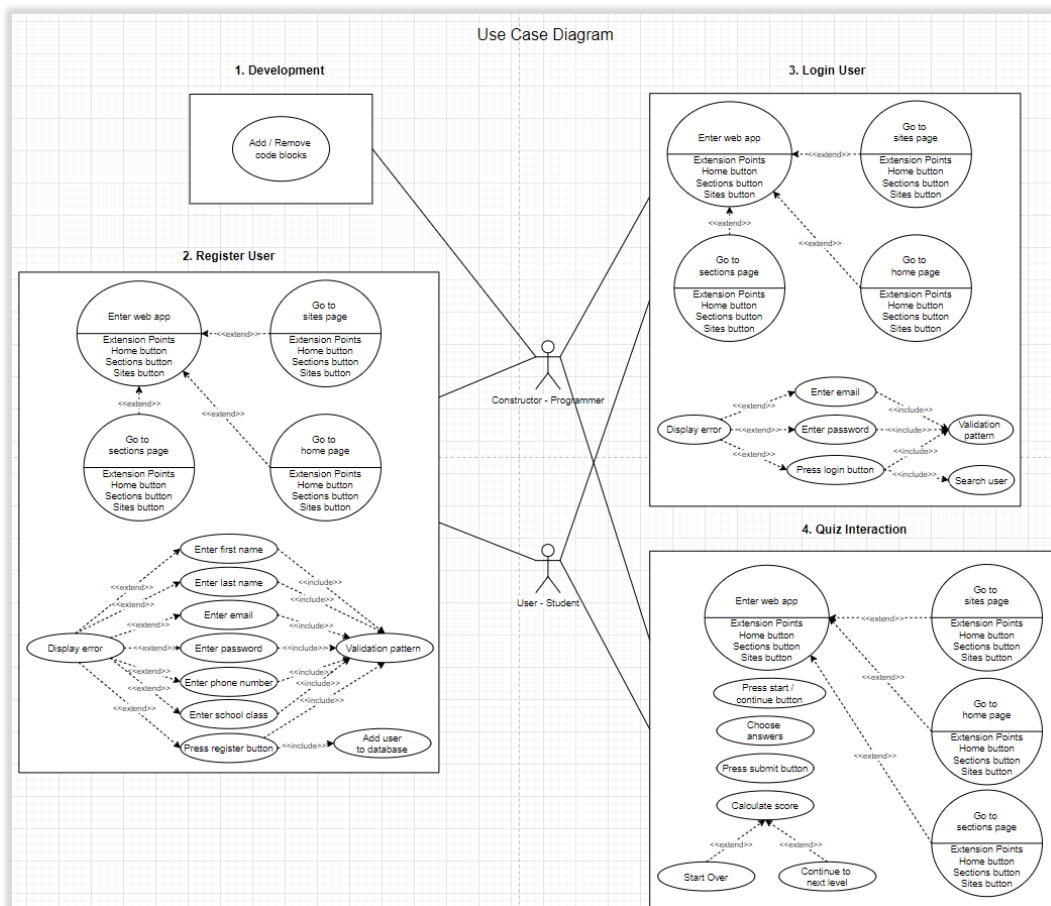 Use Case Diagram
1. Development
Add / Remove
code blocks
2. Register User
Enter web app
Extension Points
Home button
Sections button
Sites button
<<extend>>
Go to
sites page
Extension Points
Home button
Sections button
Sites button
<<extend>>
<<extend>>
Go to
sections page
Extension Points
Home button
Sections button
Sites button
Go to
home page
Extension Points
Home button
Sections button
Sites button
Enter first name
<<extend>>
<<include>>
Enter last name
<<extend>>
<<include>>
Enter email
<<extend>>
<<include>>
Display error
<<extend>>
Enter password
<<include>>
Validation pattern
<<extend>>
Enter phone number
<<include>>
<<extend>>
Enter school class
<<include>>
<<extend>>
Press register button
<<include>>
Add user
to database
Constructor - Programmer
User - Student
3. Login User
Enter web app
Extension Points
Home button
Sections button
Sites button
<<extend>>
Go to
sites page
Extension Points
Home button
Sections button
Sites button
<<extend>>
<<extend>>
Go to
sections page
Extension Points
Home button
Sections button
Sites button
Go to
home page
Extension Points
Home button
Sections button
Sites button
Enter email
<<extend>>
<<include>>
Display error
<<extend>>
Enter password
<<include>>
Validation
pattern
<<extend>>
Press login button
<<include>>
<<include>>
Search user
4. Quiz Interaction
Enter web app
Extension Points
Home button
Sections button
Sites button
<<extend>>
Go to
sites page
Extension Points
Home button
Sections button
Sites button
<<extend>>
Go to
home page
Extension Points
Home button
Sections button
Sites button
<<extend>>
Go to
sections page
Extension Points
Home button
Sections button
Sites button
Press start /
continue button
Choose
answers
Press submit button
Calculate score
<<extend>>
<<extend>>
Start Over
Continue to
next level